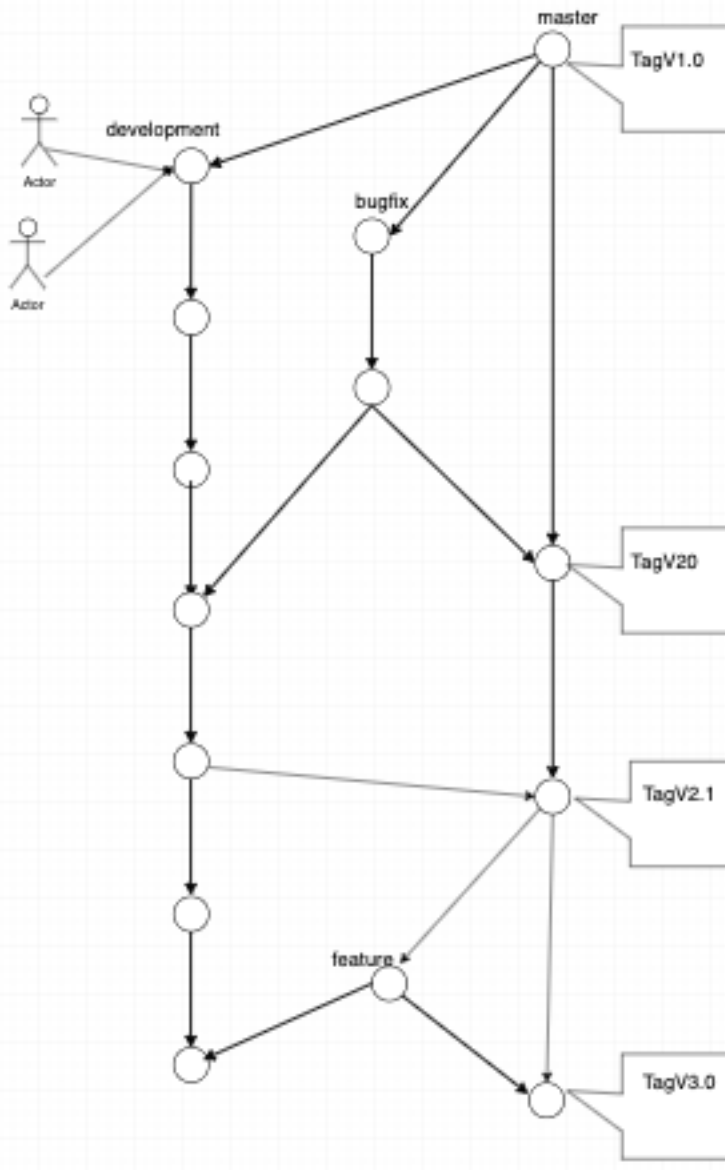 master
TagV1.0
development
Actor
bugfix
Actor
TagV20
TagV2.1
feature
TagV3.0